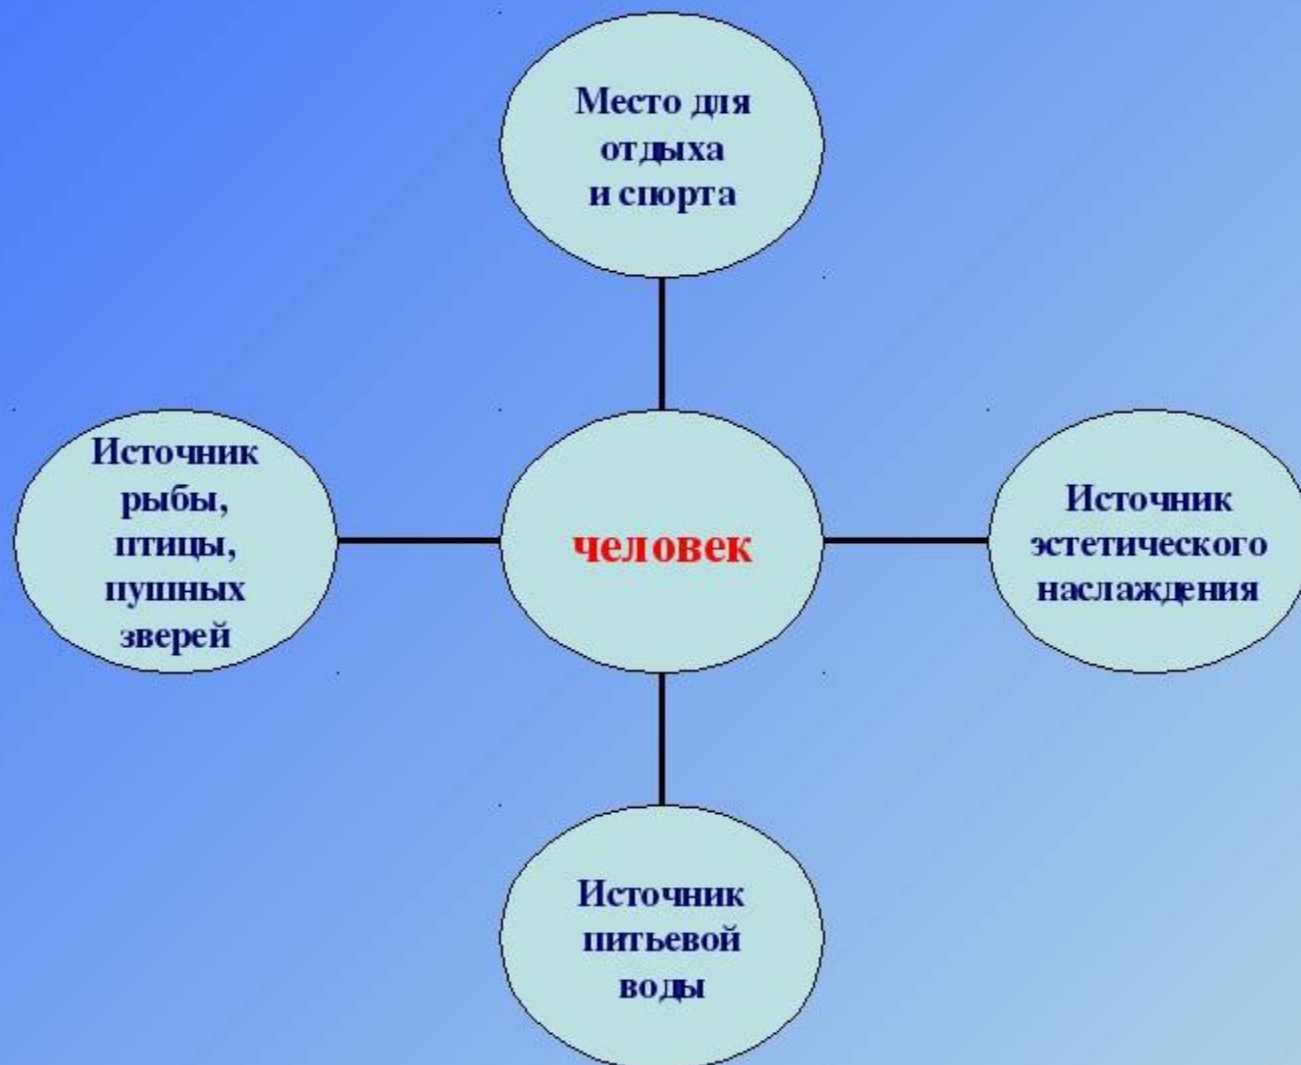 Место для
отдыха
и спорта
Источник
рыбы,
птицы,
пушных
зверей
человек
Источник
эстетического
наслаждения
Источник
питьевой
воды